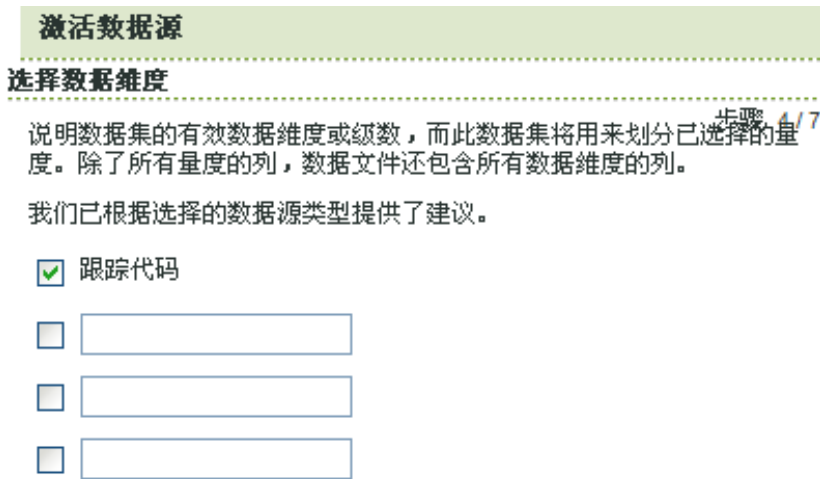 激活数据源
选择数据维度
步骤 4 / 7
说明数据集的有效数据维度或级数，而此数据集将用来划分已选择的量
度。除了所有量度的列，数据文件还包含所有数据维度的列。
我们已根据选择的数据源类型提供了建议。
跟踪代码